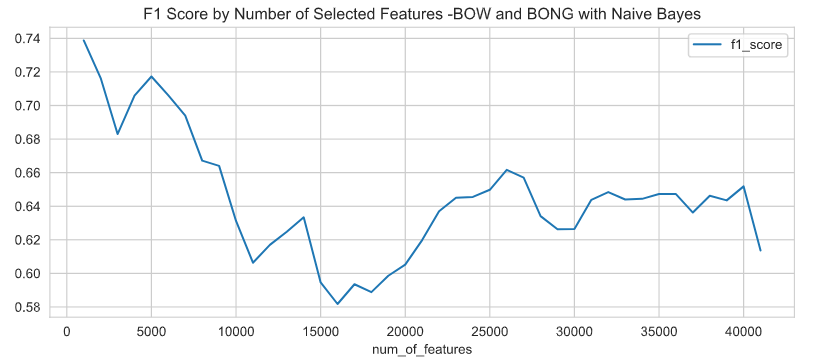 F1 Score by Number of Selected Features -BOW and BONG with Naive Bayes
f1_score
0.74
0.72
0.70
0.68
0.66
0.64
0.62
0.60
0.58
0 5000 10000 15000 20000 25000 30000 35000 40000
num_of_features